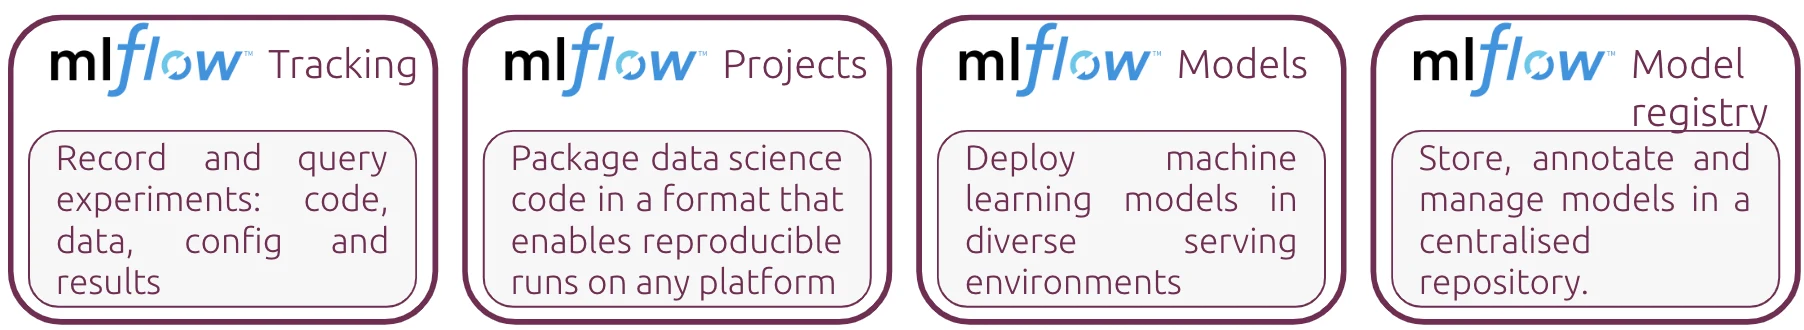 mlflow™ Tracking
Record and query
experiments: code,
data, config and
results
mlflow™ Projects
Package data science
code in a format that
enables reproducible
runs on any platform
mlflow™ Models
Deploy machine
learning models in
diverse serving
environments
mlflow™ Model
registry
Store, annotate and
manage models in a
centralised
repository.